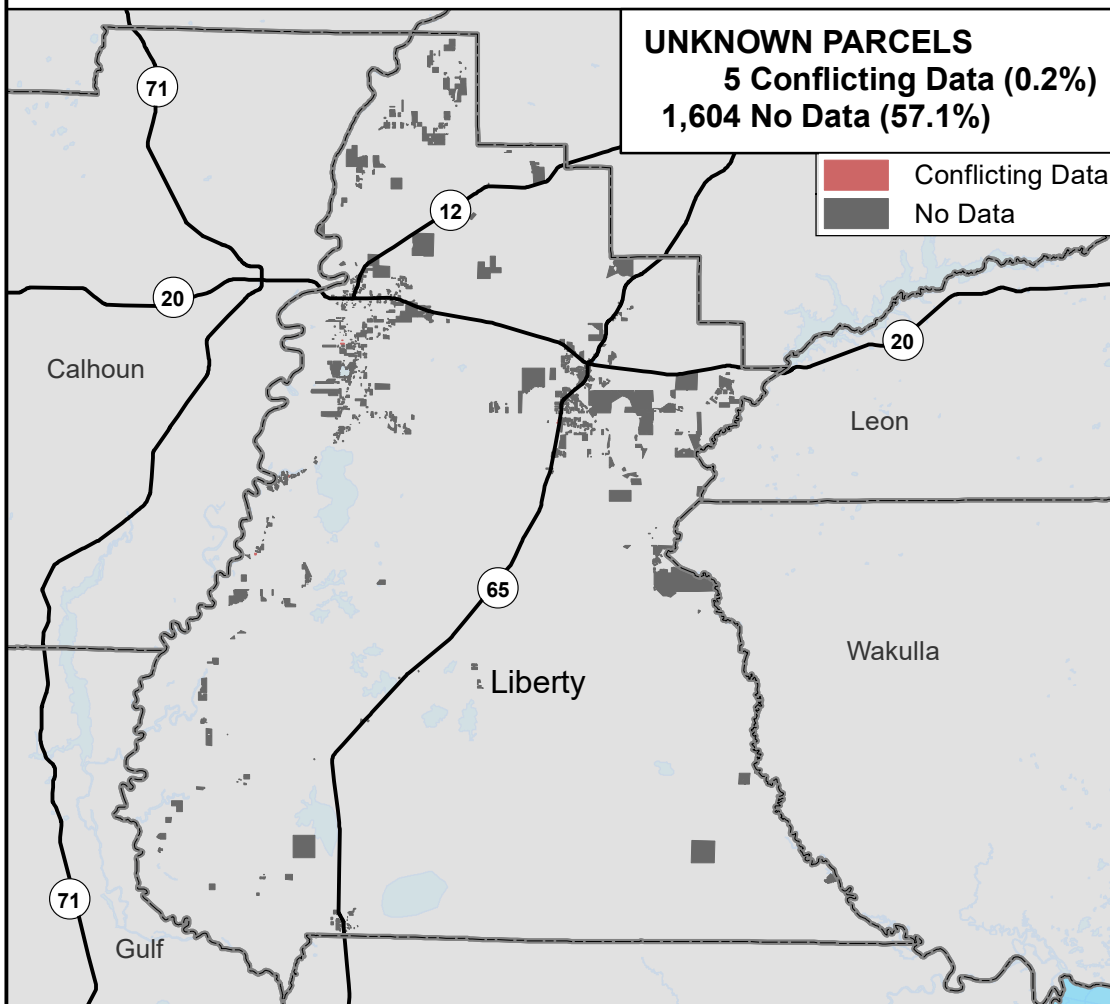 UNKNOWN PARCELS
5 Conflicting Data (0.2%)
1,604 No Data (57.1%)
Conflicting Data
No Data
71
12
20
20
Calhoun
Leon
65
Wakulla
Liberty
71
Gulf